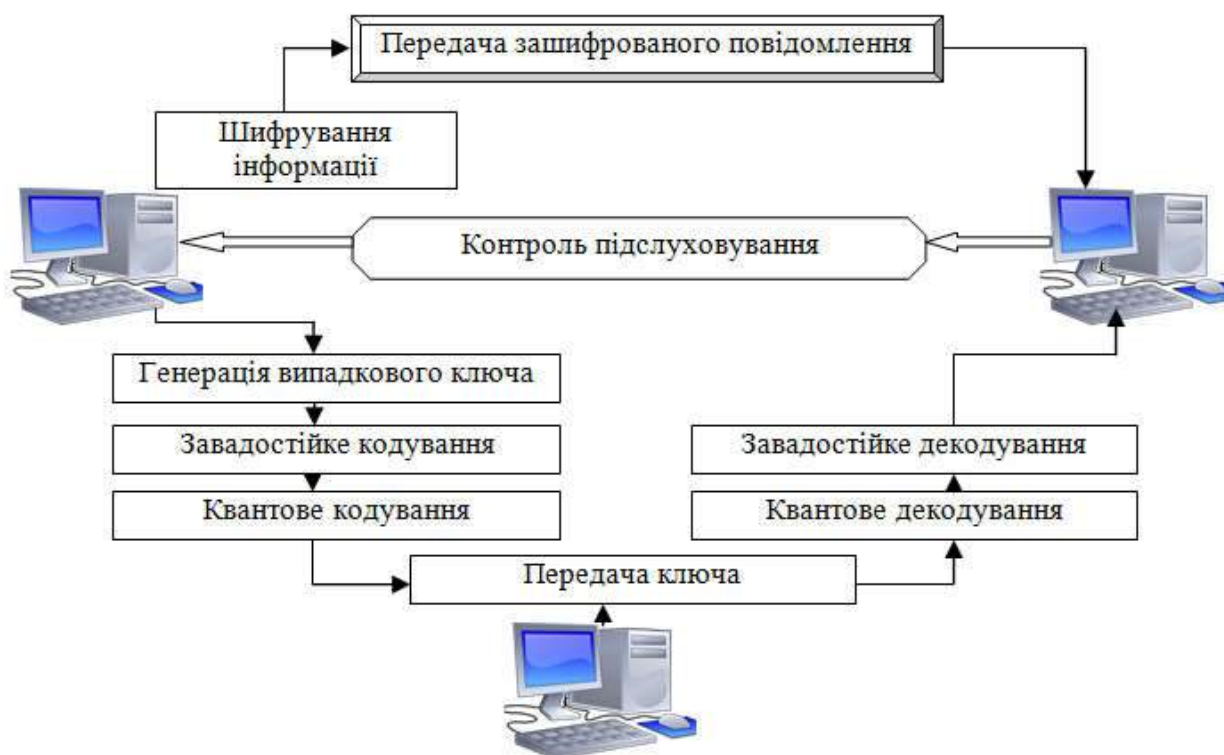 Передача зашифрованого повідомлення
Шифрування
інформації
Контроль підслуховування
Генерація випадкового ключа
Завадостійке кодування
Завадостійке декодування
Квантове кодування
Квантове декодування
Передача ключа